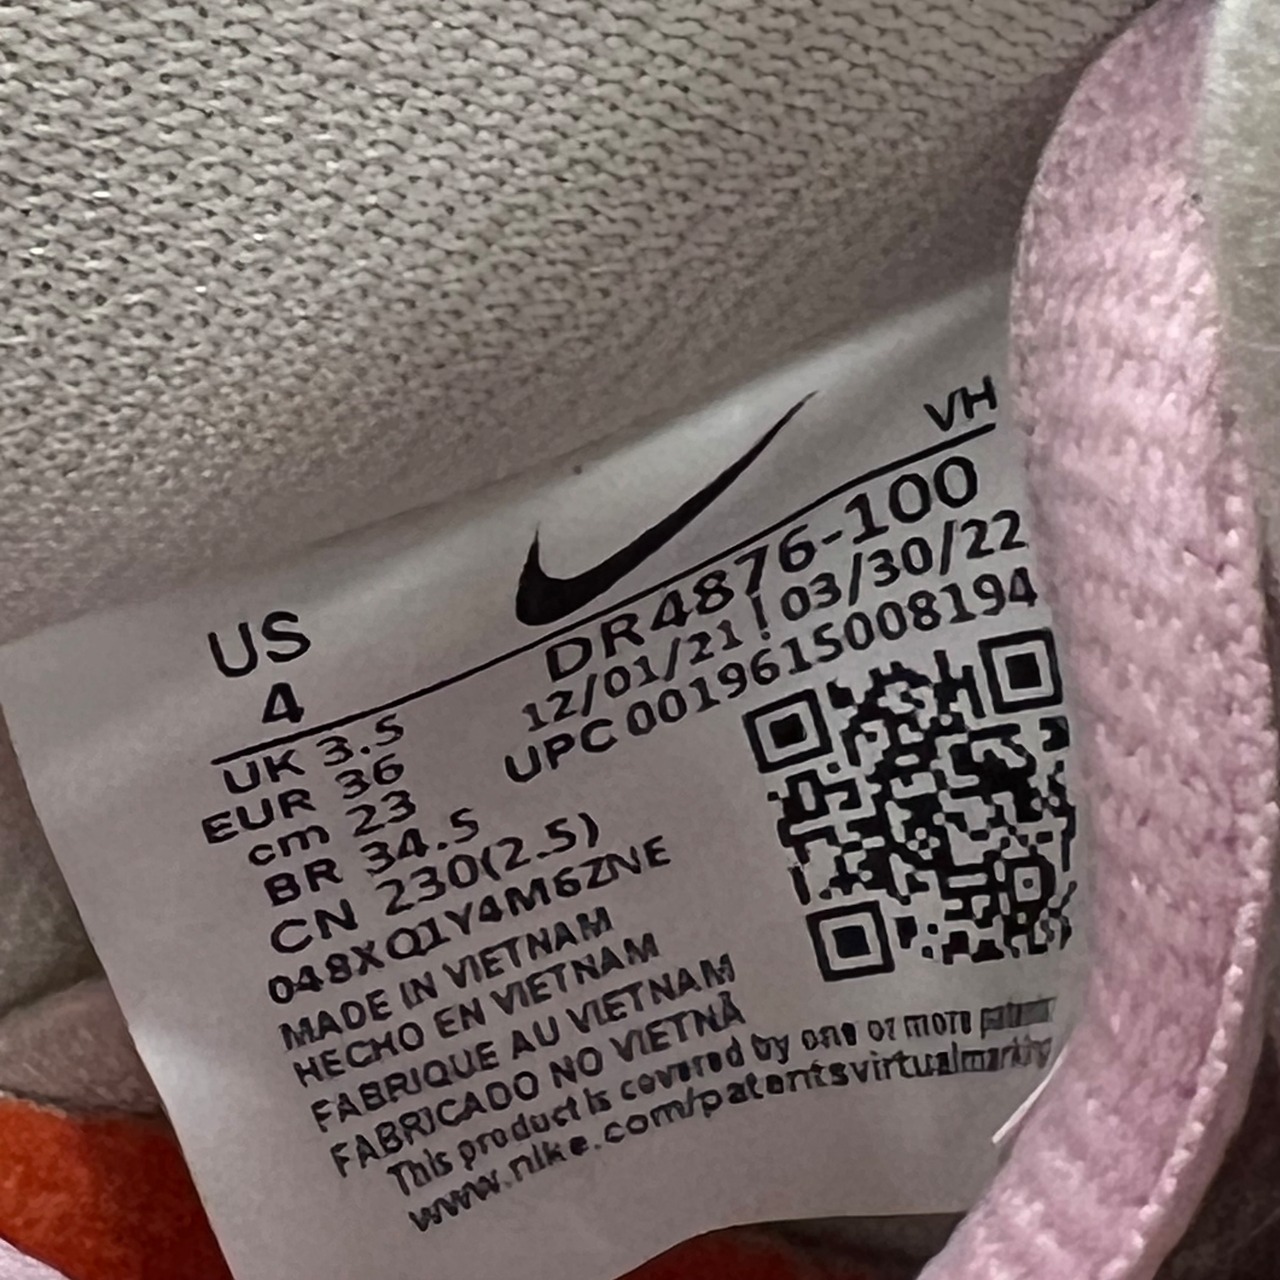 VH
US
4
DR4876-100
12/01/21 ! 03/30/22
UPC 0019615008194
UK 3.5
EUR 36
cm 23
BR 34.5
CN 230(2.5)
048XQ1Y4M6ZNE
MADE IN VIETNAM
HECHO EN VIETNAM
FABRIQUE AU VIETNAM
FABRICADO NO VIETNÃ
This product is covered by one or more
www.nike.com/patentsvirtualmarking